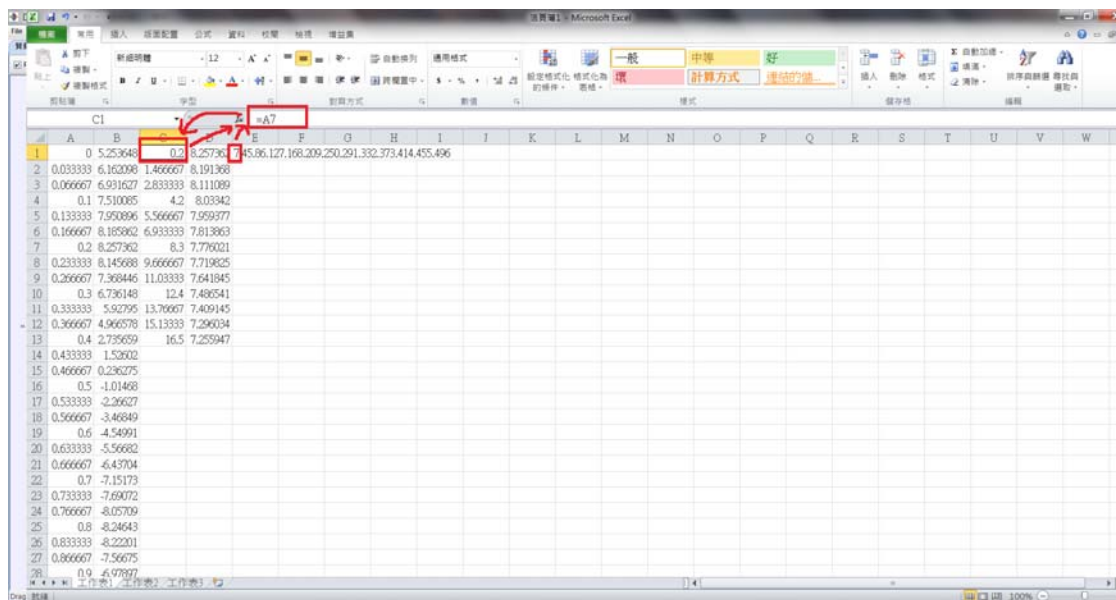 活頁簿1 - Microsoft Excel
File 檔案 常用 插入 版面配置 公式 資料 校閱 檢視 增益集
剪下 新細明體 12 自動換列 通用格式 一般 中等 好 Σ 自動加總
複製 填滿
貼上 複製格式 B I U A 跨欄置中 $ % 設定格式化的條件 格式化為表格 壞 計算方式 連結的儲... 插入 刪除 格式 清除 排序與篩選 尋找與選取
剪貼簿 字型 對齊方式 數值 樣式 儲存格 編輯
C1 =A7
A B C D E F G H I J K L M N O P Q R S T U V W
1 0 5.253648 0.2 8.257362 7.45.86.127.168.209.250.291.332.373.414.455.496
2 0.033333 6.162098 1.466667 8.191368
3 0.066667 6.931627 2.833333 8.111089
4 0.1 7.510085 4.2 8.03342
5 0.133333 7.950896 5.566667 7.959377
6 0.166667 8.185862 6.933333 7.813863
7 0.2 8.257362 8.3 7.776021
8 0.233333 8.145688 9.666667 7.719825
9 0.266667 7.368446 11.03333 7.641845
10 0.3 6.736148 12.4 7.486541
11 0.333333 5.92795 13.76667 7.409145
12 0.366667 4.966578 15.13333 7.296034
13 0.4 2.735659 16.5 7.255947
14 0.433333 1.52602
15 0.466667 0.236275
16 0.5 -1.01468
17 0.533333 -2.26627
18 0.566667 -3.46849
19 0.6 -4.54991
20 0.633333 -5.56682
21 0.666667 -6.43704
22 0.7 -7.15173
23 0.733333 -7.69072
24 0.766667 -8.05709
25 0.8 -8.24643
26 0.833333 -8.22201
27 0.866667 -7.56675
28 0.9 -6.97897
工作表1 工作表2 工作表3
Drag 就緒 100%